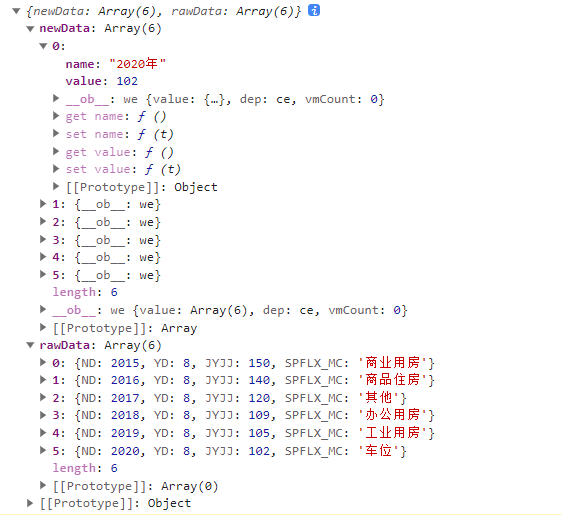 {newData: Array(6), rawData: Array(6)} i
newData: Array(6)
0:
name: "2020年"
value: 102
__ob__: we {value: {…}, dep: ce, vmCount: 0}
get name: ƒ ()
set name: ƒ (t)
get value: ƒ ()
set value: ƒ (t)
[[Prototype]]: Object
1: {__ob__: we}
2: {__ob__: we}
3: {__ob__: we}
4: {__ob__: we}
5: {__ob__: we}
length: 6
__ob__: we {value: Array(6), dep: ce, vmCount: 0}
[[Prototype]]: Array
rawData: Array(6)
0: {ND: 2015, YD: 8, JYJJ: 150, SPFLX_MC: '商业用房'}
1: {ND: 2016, YD: 8, JYJJ: 140, SPFLX_MC: '商品住房'}
2: {ND: 2017, YD: 8, JYJJ: 120, SPFLX_MC: '其他'}
3: {ND: 2018, YD: 8, JYJJ: 109, SPFLX_MC: '办公用房'}
4: {ND: 2019, YD: 8, JYJJ: 105, SPFLX_MC: '工业用房'}
5: {ND: 2020, YD: 8, JYJJ: 102, SPFLX_MC: '车位'}
length: 6
[[Prototype]]: Array(0)
[[Prototype]]: Object